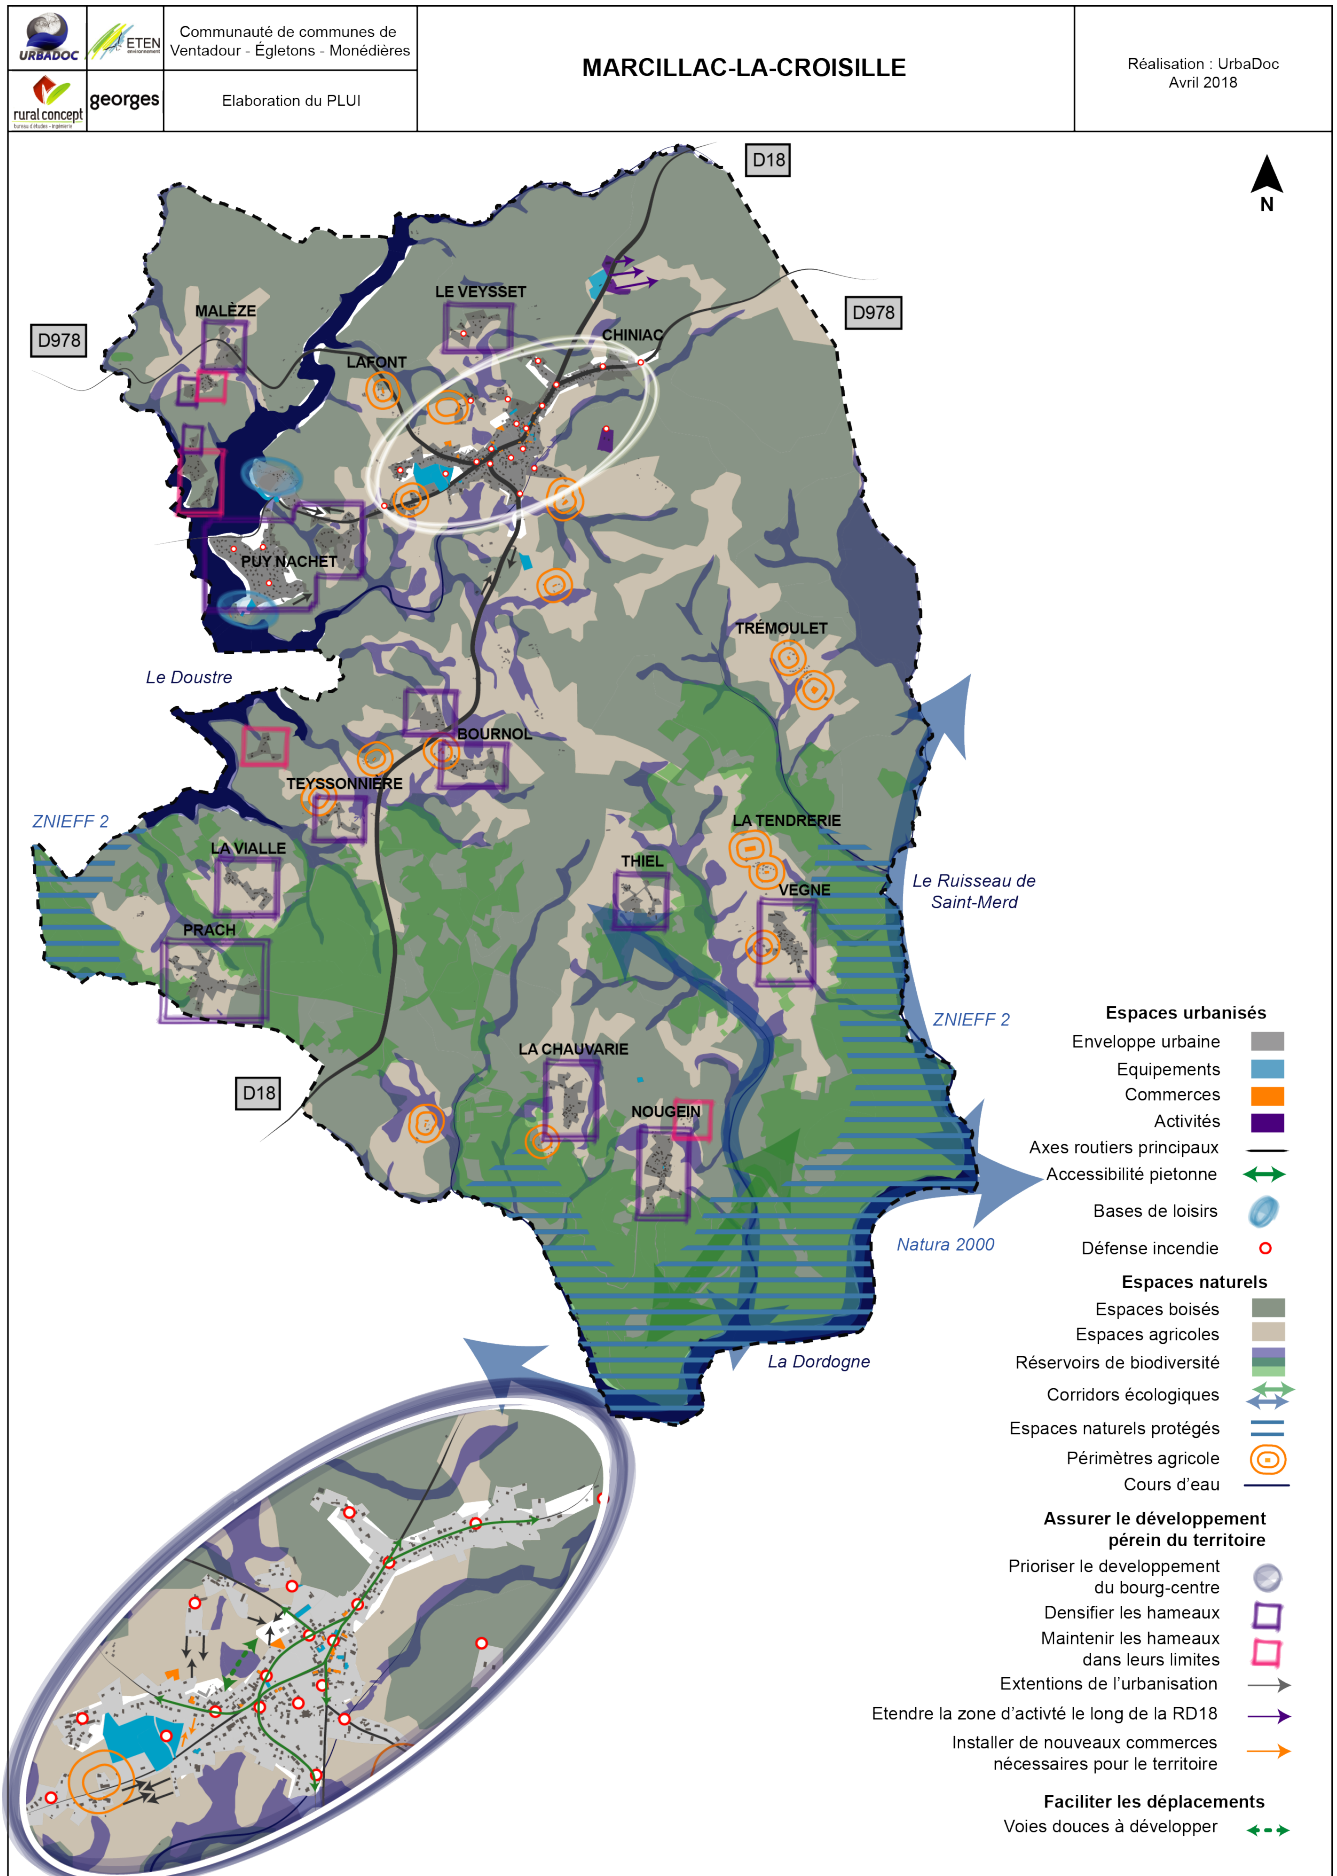 URBADOC
ETEN
environnement
Communauté de communes de
Ventadour - Égletons - Monédières
rural concept
bureau d'études - ingénierie
georges
Elaboration du PLUI
MARCILLAC-LA-CROISILLE
Réalisation : UrbaDoc
Avril 2018
D18
N
LE VEYSSET
MALÈZE
D978
D978
CHINIAC
LAFONT
PUY NACHET
TRÉMOULET
Le Doustre
BOURNOL
TEYSSONNIÈRE
ZNIEFF 2
LA TENDRERIE
LA VIALLE
THIEL
VEGNE
Le Ruisseau de
Saint-Merd
PRACH
ZNIEFF 2
LA CHAUVARIE
D18
NOUGEIN
Natura 2000
La Dordogne
Espaces urbanisés
Enveloppe urbaine
Equipements
Commerces
Activités
Axes routiers principaux
Accessibilité pietonne
Bases de loisirs
Défense incendie
Espaces naturels
Espaces boisés
Espaces agricoles
Réservoirs de biodiversité
Corridors écologiques
Espaces naturels protégés
Périmètres agricole
Cours d'eau
Assurer le développement
pérein du territoire
Prioriser le developpement
du bourg-centre
Densifier les hameaux
Maintenir les hameaux
dans leurs limites
Extentions de l'urbanisation
Etendre la zone d'activté le long de la RD18
Installer de nouveaux commerces
nécessaires pour le territoire
Faciliter les déplacements
Voies douces à développer